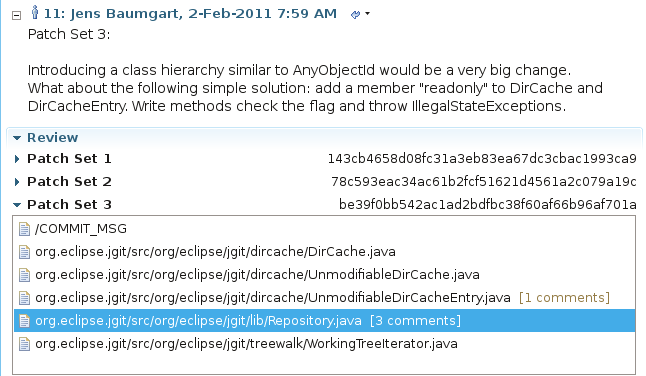 11: Jens Baumgart, 2-Feb-2011 7:59 AM
Patch Set 3:
Introducing a class hierarchy similar to AnyObjectId would be a very big change.
What about the following simple solution: add a member "readonly" to DirCache and
DirCacheEntry. Write methods check the flag and throw IllegalStateExceptions.
Review
Patch Set 1 143cb4658d08fc31a3eb83ea67dc3cbac1993ca9
Patch Set 2 78c593eac34ac61b2fcf51621d4561a2c079a19c
Patch Set 3 be39f0bb542ac1ad2bdfbc38f60af66b96af701a
/COMMIT_MSG
org.eclipse.jgit/src/org/eclipse/jgit/dircache/DirCache.java
org.eclipse.jgit/src/org/eclipse/jgit/dircache/UnmodifiableDirCache.java
org.eclipse.jgit/src/org/eclipse/jgit/dircache/UnmodifiableDirCacheEntry.java [1 comments]
org.eclipse.jgit/src/org/eclipse/jgit/lib/Repository.java [3 comments]
org.eclipse.jgit/src/org/eclipse/jgit/treewalk/WorkingTreeIterator.java